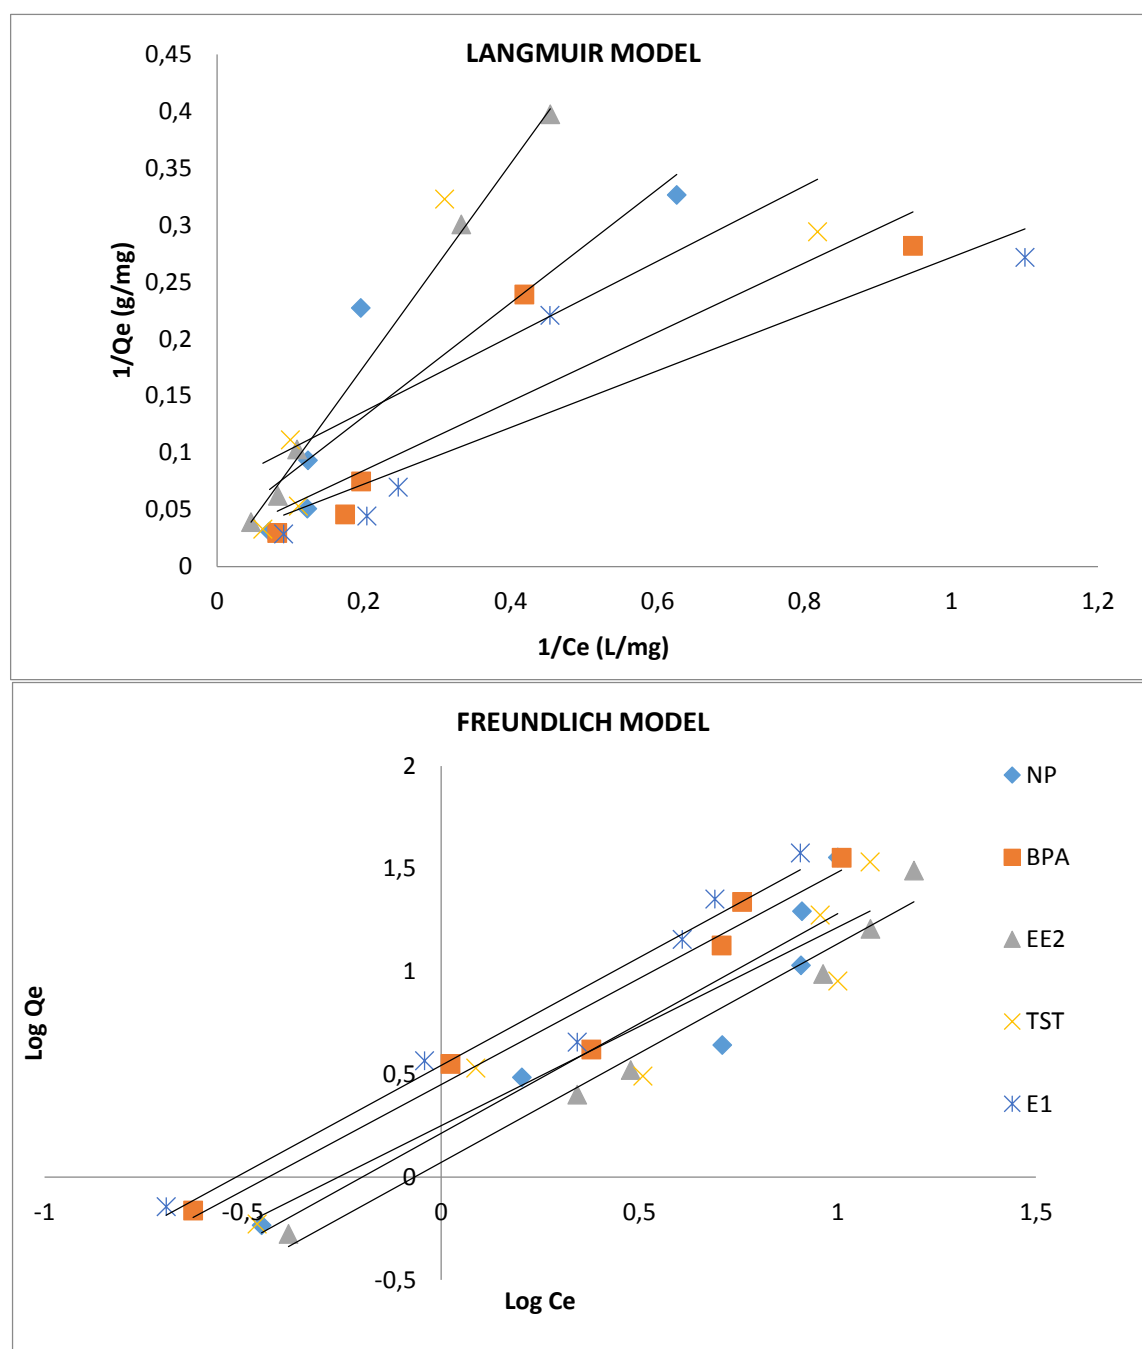 LANGMUIR MODEL
0,45
0,4
0,35
0,3
0,25
0,2
0,15
0,1
0,05
0
1/Qe (g/mg)
0 0,2 0,4 0,6 0,8 1 1,2
1/Ce (L/mg)
FREUNDLICH MODEL
2
1,5
1
0,5
0
-0,5
Log Qe
-1 -0,5 0 0,5 1 1,5
Log Ce
NP
BPA
EE2
TST
E1